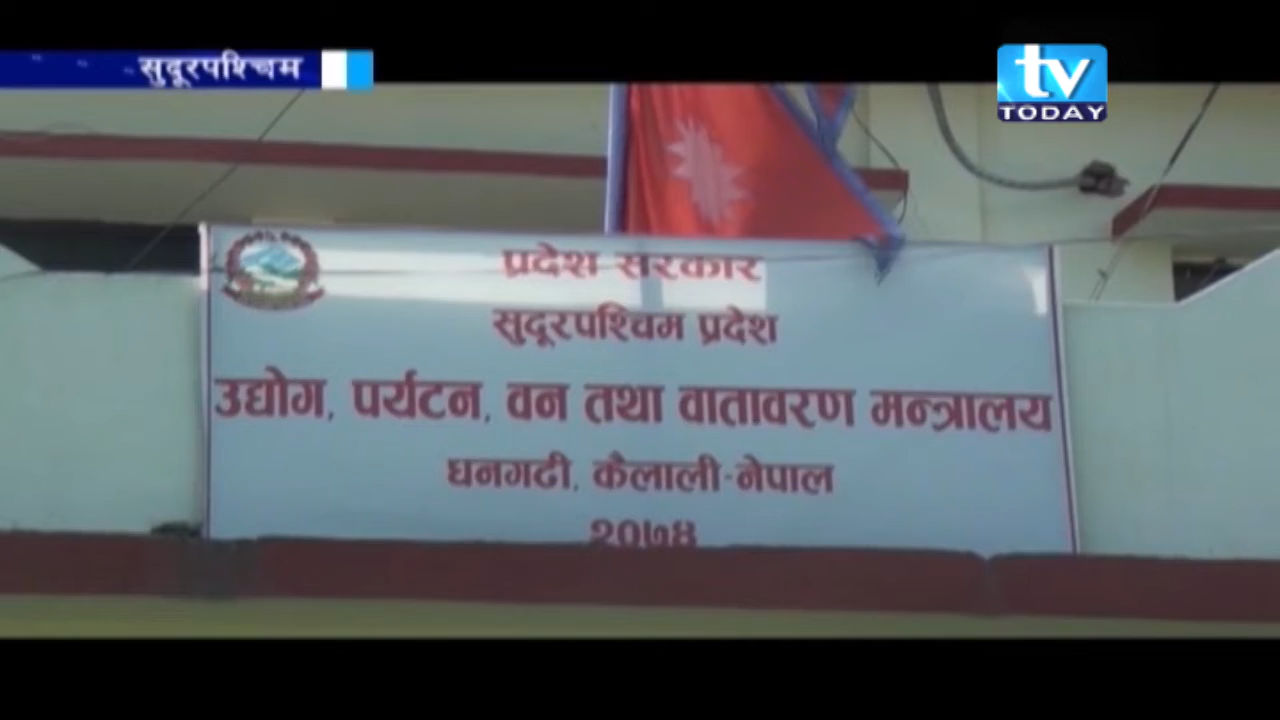 सुदूरपश्चिम
tv
TODAY
प्रदेश सरकार
सुदूरपश्चिम प्रदेश
उद्योग, पर्यटन, वन तथा वातावरण मन्त्रालय
धनगढी, कैलाली-नेपाल
२०७४